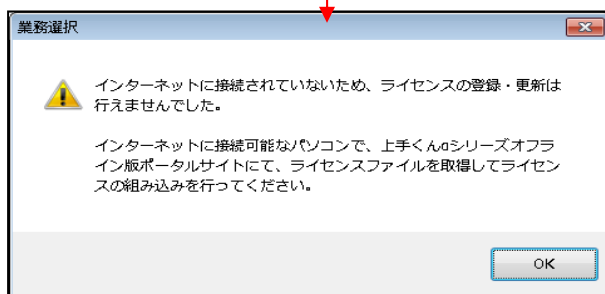 業務選択
インターネットに接続されていないため、ライセンスの登録・更新は
行えませんでした。
インターネットに接続可能なパソコンで、上手くんαシリーズオフラ
イン版ポータルサイトにて、ライセンスファイルを取得してライセン
スの組み込みを行ってください。
OK